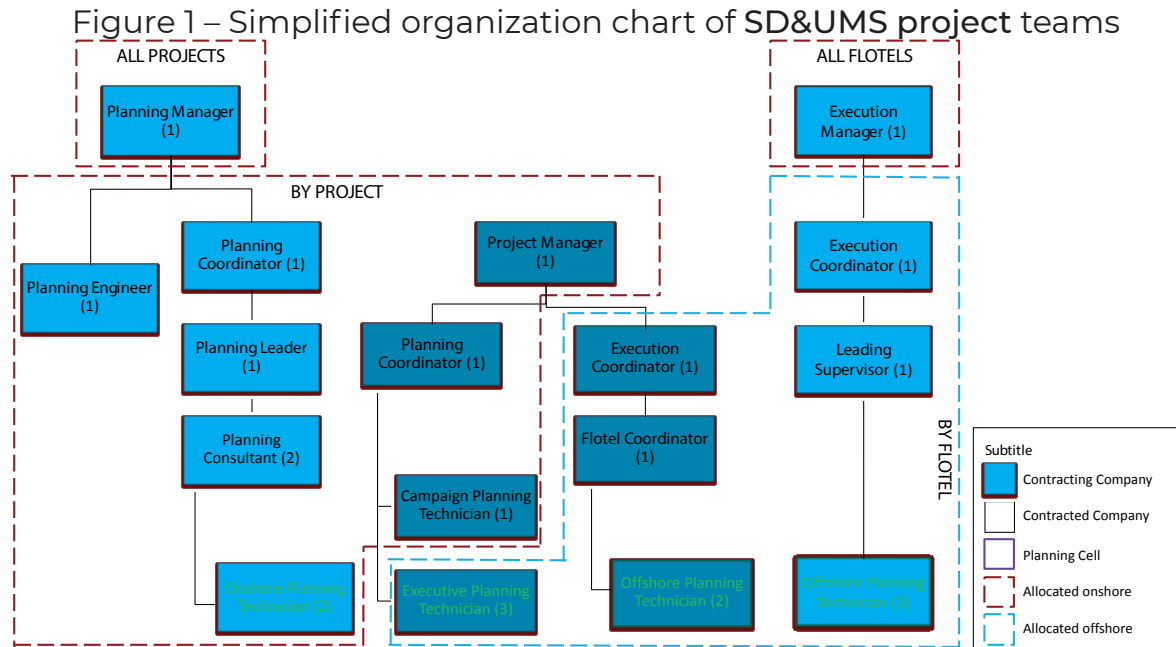 Figure 1 – Simplified organization chart of SD&UMS project teams
ALL PROJECTS
ALL FLOTELS
Planning Manager
(1)
Execution
Manager (1)
BY PROJECT
Planning
Coordinator (1)
Project Manager
(1)
Execution
Coordinator (1)
Planning Engineer
(1)
Planning Leader
(1)
Planning
Coordinator (1)
Execution
Coordinator (1)
Leading
Supervisor (1)
Planning
Consultant (2)
Flotel Coordinator
(1)
BY FLOTEL
Campaign Planning
Technician (1)
Onshore Planning
Technician (2)
Executive Planning
Technician (3)
Offshore Planning
Technician (2)
Offshore Planning
Technician (3)
Subtitle
Contracting Company
Contracted Company
Planning Cell
Allocated onshore
Allocated offshore